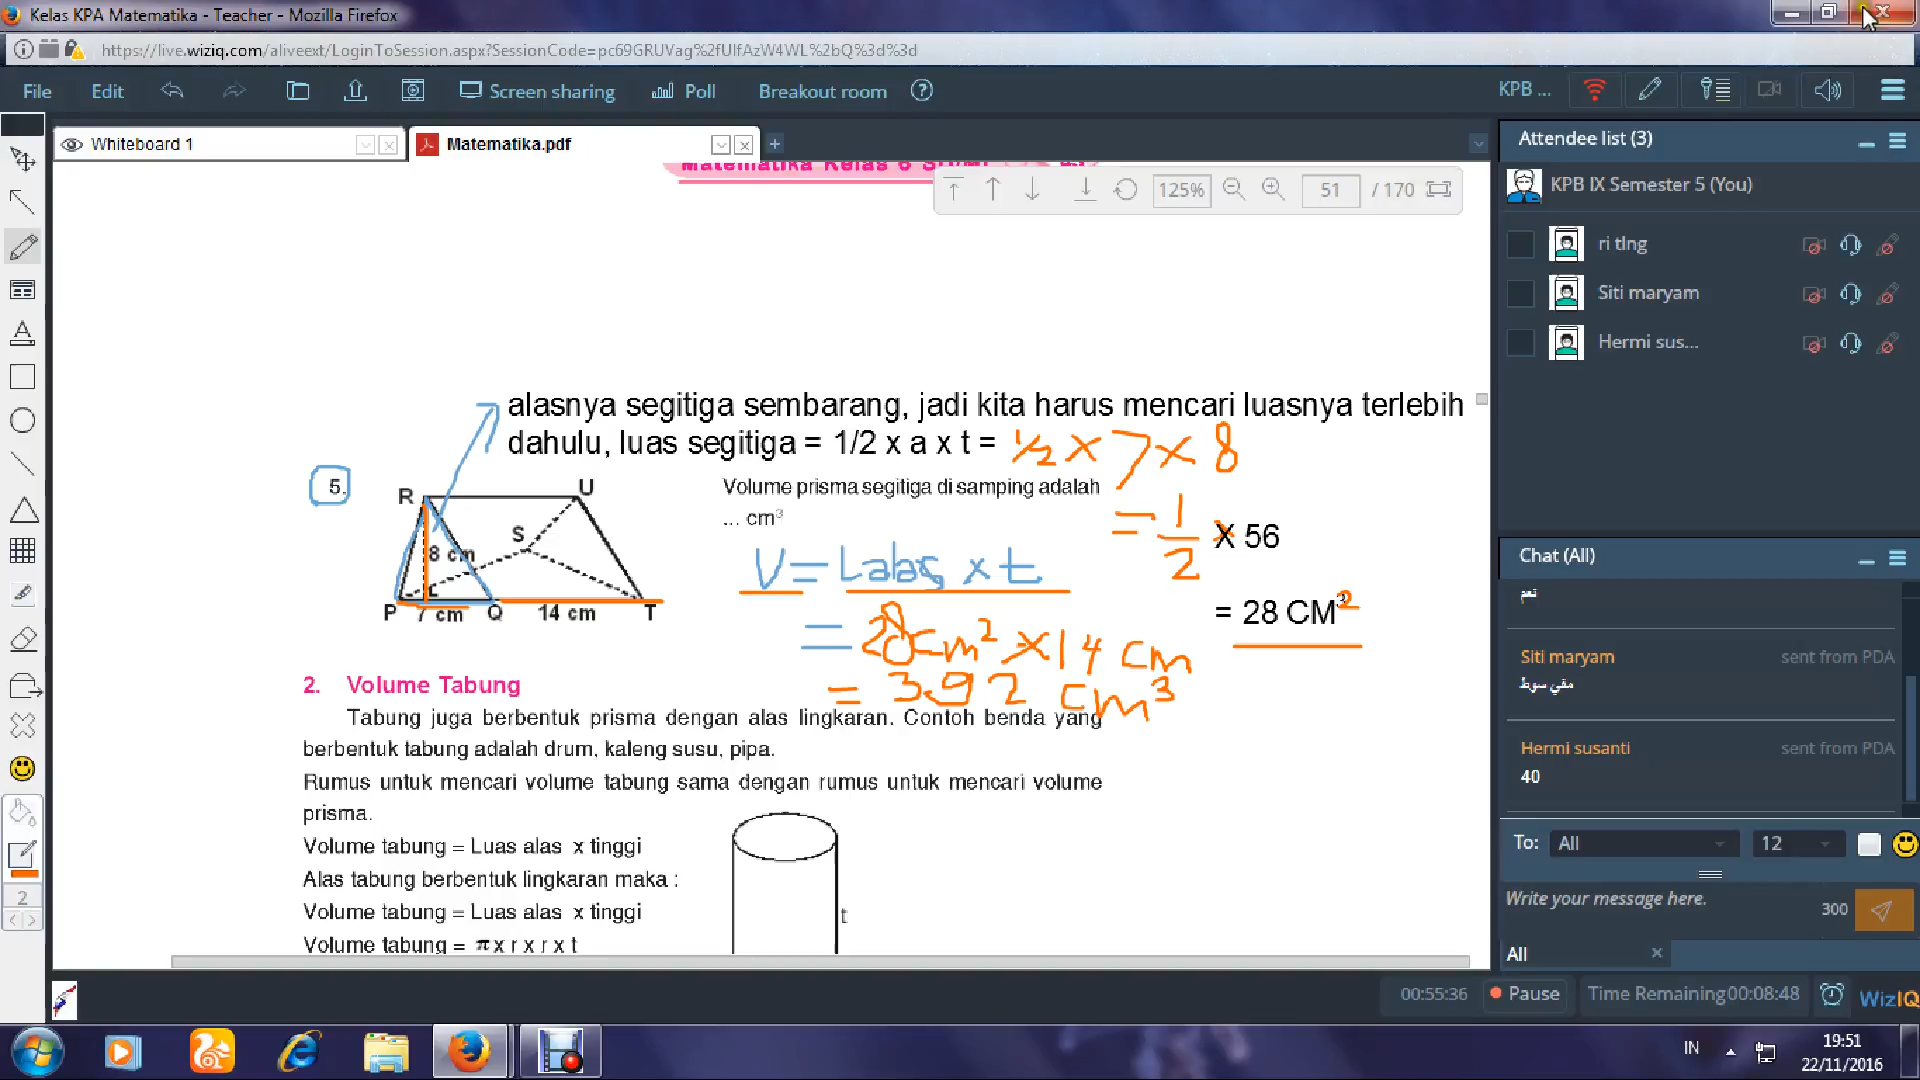 Kelas KPA Matematika - Teacher - Mozilla Firefox
https://live.wiziq.com/aliveext/LoginToSession.aspx?SessionCode=pc69GRUVag%2fUlfAzW4WL%2bQ%3d%3d
File Edit Screen sharing Poll Breakout room ? KPB ...
Whiteboard 1 Matematika.pdf +
Matematika Kelas 6 SD/MI
125% 51 / 170
alasnya segitiga sembarang, jadi kita harus mencari luasnya terlebih
dahulu, luas segitiga = 1/2 x a x t = 1/2 x 7 x 8
5.
R U
S
8 cm
P 7 cm Q 14 cm T
Volume prisma segitiga di samping adalah
... cm³
= 1/2 X 56
V = Lalas x t
= 28 CM²
= 28 cm² x 14 cm
= 392 cm³
2. Volume Tabung
Tabung juga berbentuk prisma dengan alas lingkaran. Contoh benda yang
berbentuk tabung adalah drum, kaleng susu, pipa.
Rumus untuk mencari volume tabung sama dengan rumus untuk mencari volume
prisma.
Volume tabung = Luas alas x tinggi
Alas tabung berbentuk lingkaran maka :
Volume tabung = Luas alas x tinggi
Volume tabung = π x r x r x t
t
2
Attendee list (3)
KPB IX Semester 5 (You)
ri tlng
Siti maryam
Hermi sus...
Chat (All)
نعم
Siti maryam sent from PDA
مفي سوط
Hermi susanti sent from PDA
40
To: All 12
Write your message here.
300
All
00:55:36 Pause Time Remaining00:08:48 WizIQ
IN 19:51
22/11/2016